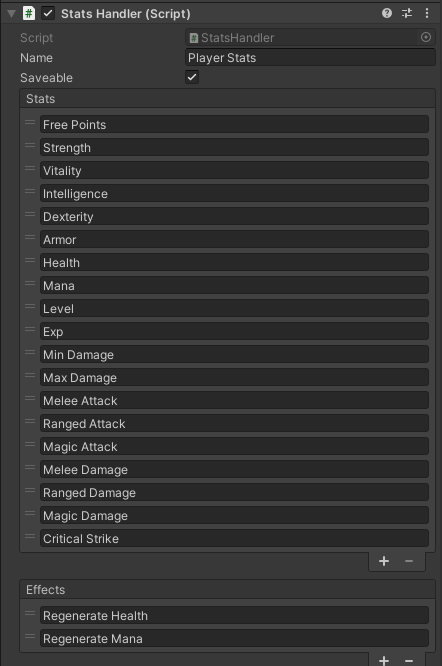 Stats Handler (Script)
Script StatsHandler
Name Player Stats
Saveable
Stats
Free Points
Strength
Vitality
Intelligence
Dexterity
Armor
Health
Mana
Level
Exp
Min Damage
Max Damage
Melee Attack
Ranged Attack
Magic Attack
Melee Damage
Ranged Damage
Magic Damage
Critical Strike
Effects
Regenerate Health
Regenerate Mana